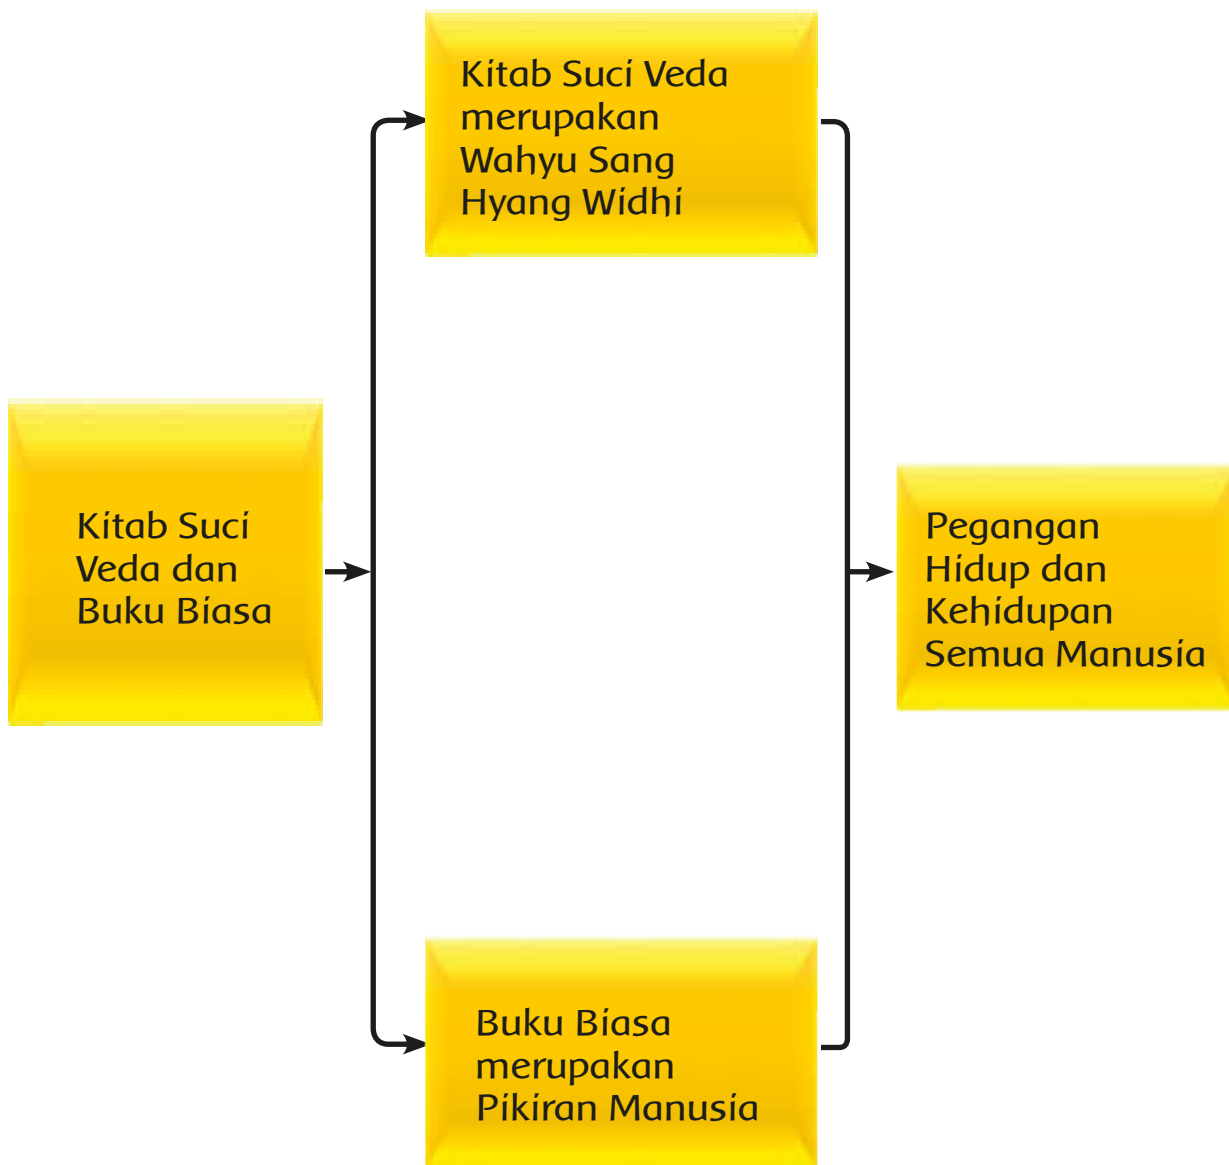 Kitab Suci Veda
merupakan
Wahyu Sang
Hyang Widhi
Kitab Suci
Veda dan
Buku Biasa
Pegangan
Hidup dan
Kehidupan
Semua Manusia
Buku Biasa
merupakan
Pikiran Manusia